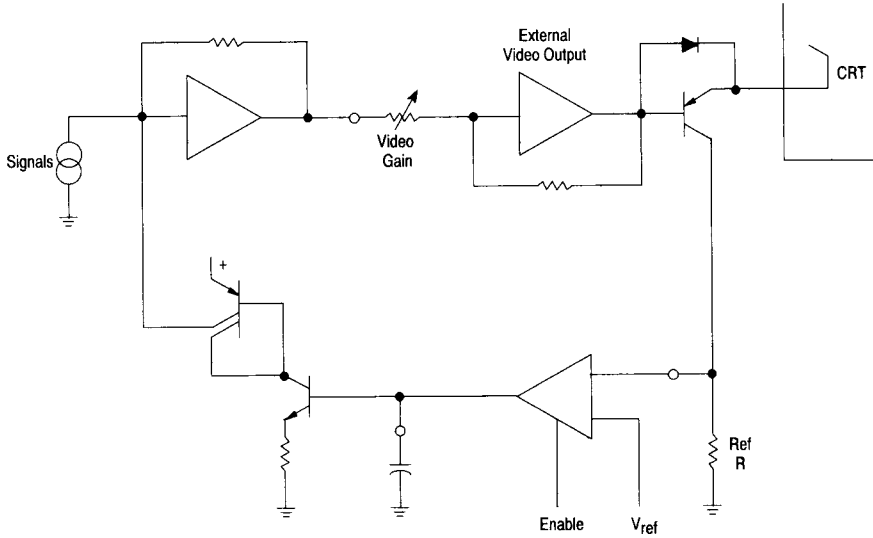 External
Video Output
CRT
Video
Gain
Signals
+
Ref
R
Enable
Vref